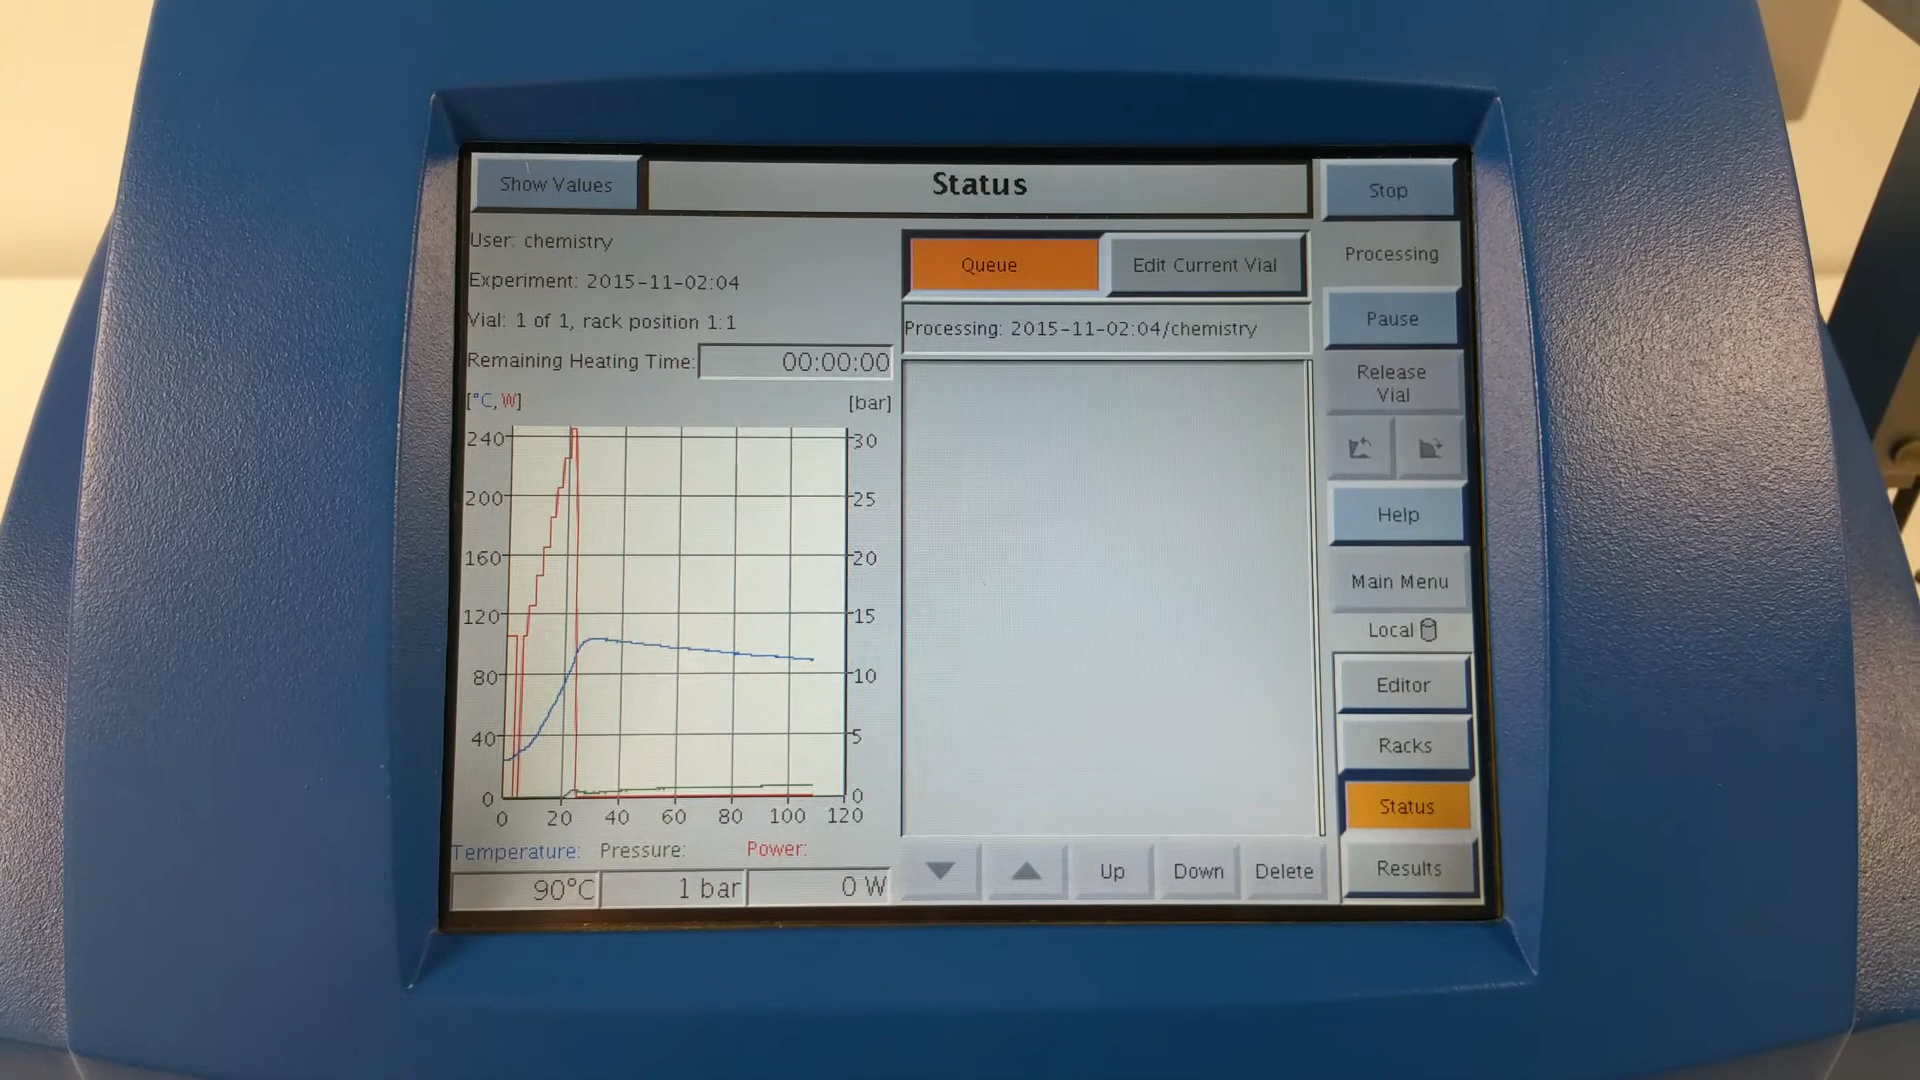 Show Values
Status
Stop
User: chemistry
Experiment: 2015-11-02:04
Vial: 1 of 1, rack position 1:1
Remaining Heating Time: 00:00:00
[°C,W] [bar]
240
200
160
120
80
40
0
30
25
20
15
10
5
0
0 20 40 60 80 100 120
Temperature: Pressure: Power:
90°C 1 bar 0 W
Queue Edit Current Vial
Processing: 2015-11-02:04/chemistry
Up Down Delete
Processing
Pause
Release
Vial
Help
Main Menu
Local
Editor
Racks
Status
Results